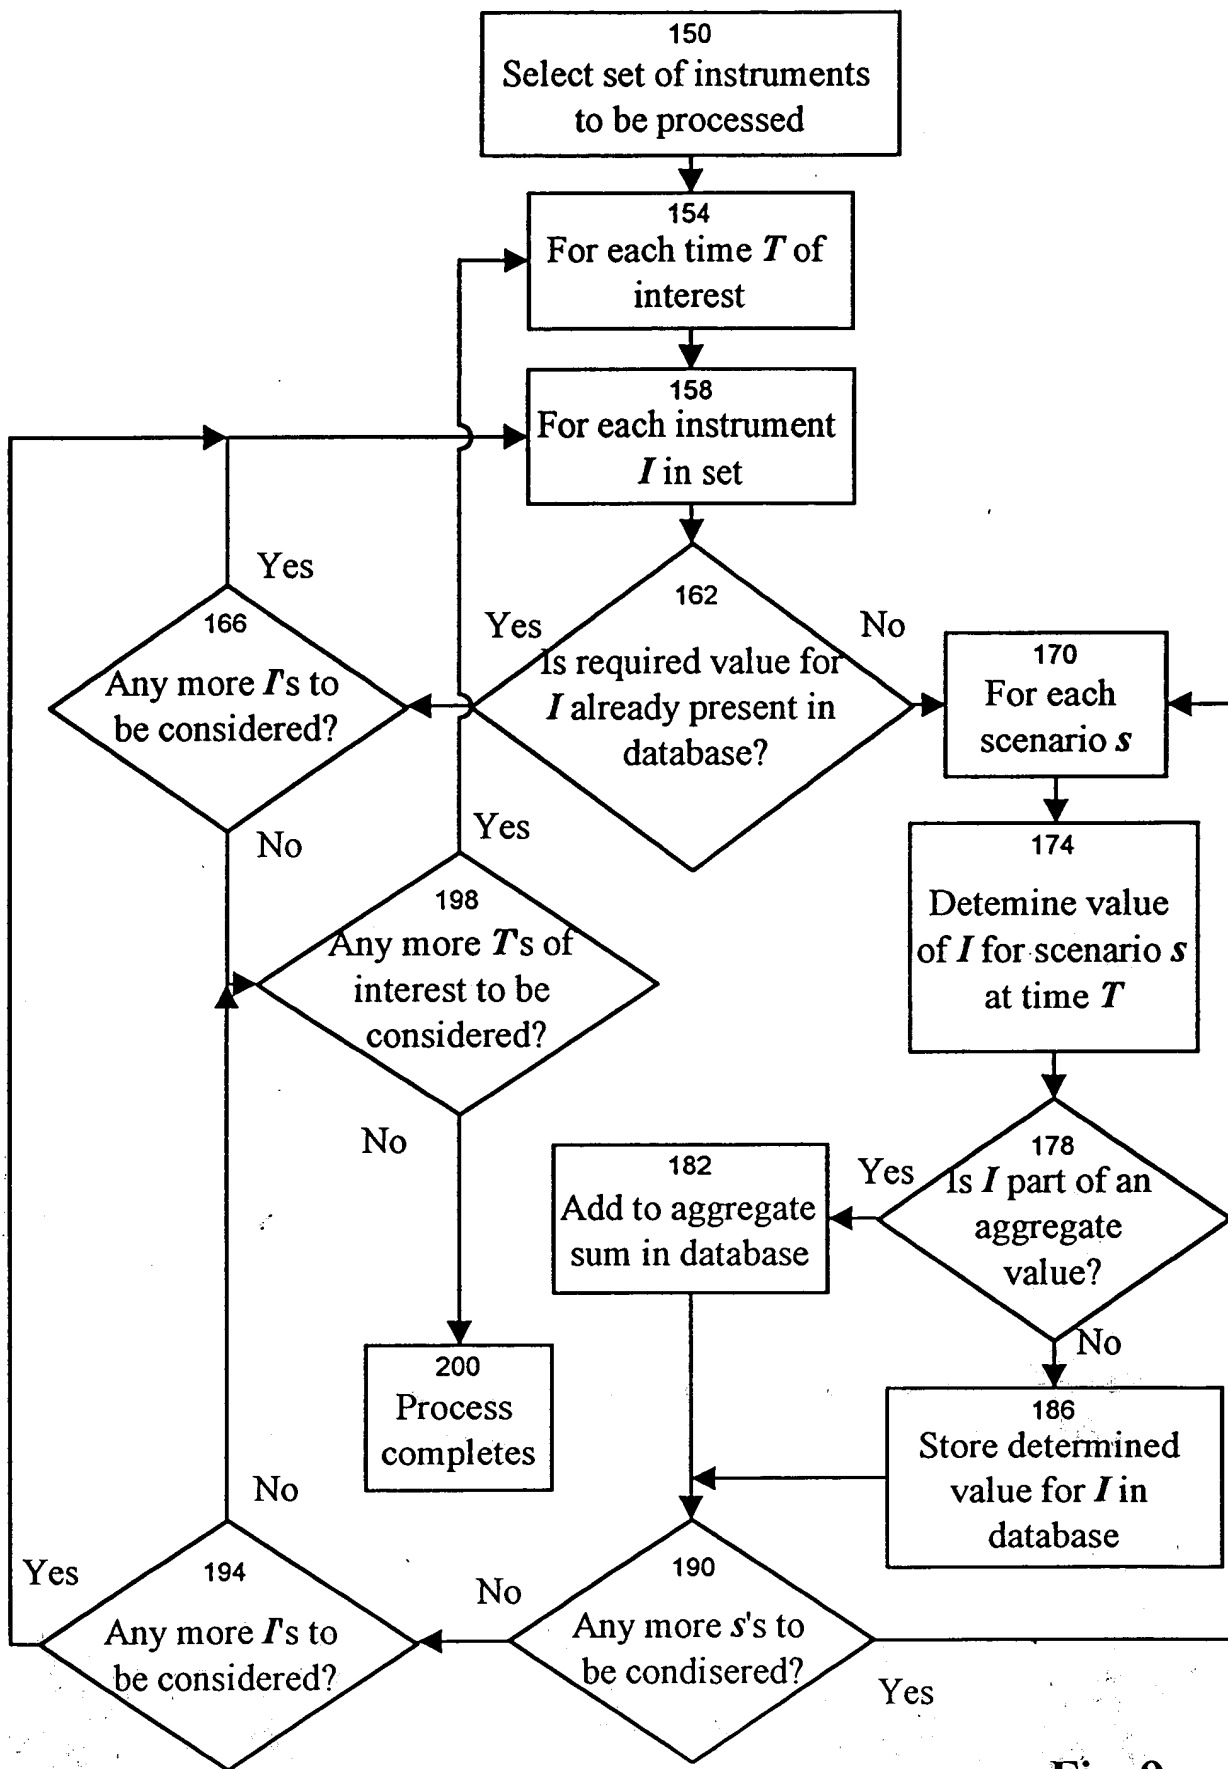 150
Select set of instruments
to be processed
154
For each time T of
interest
158
For each instrument
I in set
Yes
166
Any more I's to
be considered?
No
Yes
162
Is required value for
I already present in
database?
No
170
For each
scenario s
Yes
198
Any more T's of
interest to be
considered?
No
174
Detemine value
of I for scenario s
at time T
178
Is I part of an
aggregate
value?
Yes
No
182
Add to aggregate
sum in database
200
Process
completes
186
Store determined
value for I in
database
No
Yes
194
Any more I's to
be considered?
No
190
Any more s's to
be condisered?
Yes